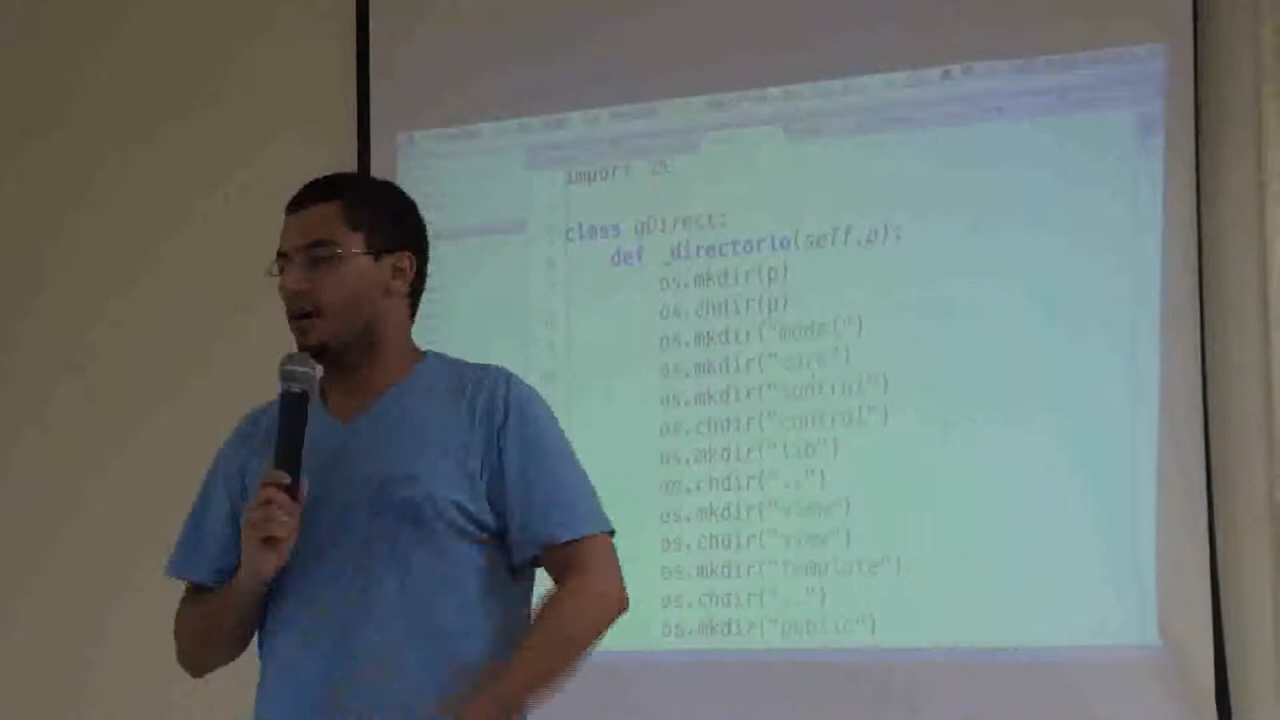 import os
class gDirect:
def _directorio(self,p):
os.mkdir(p)
os.chdir(p)
os.mkdir("model")
os.mkdir("core")
os.mkdir("control")
os.chdir("control")
os.mkdir("lib")
os.chdir("..")
os.mkdir("view")
os.chdir("view")
os.mkdir("template")
os.chdir("..")
os.mkdir("public")